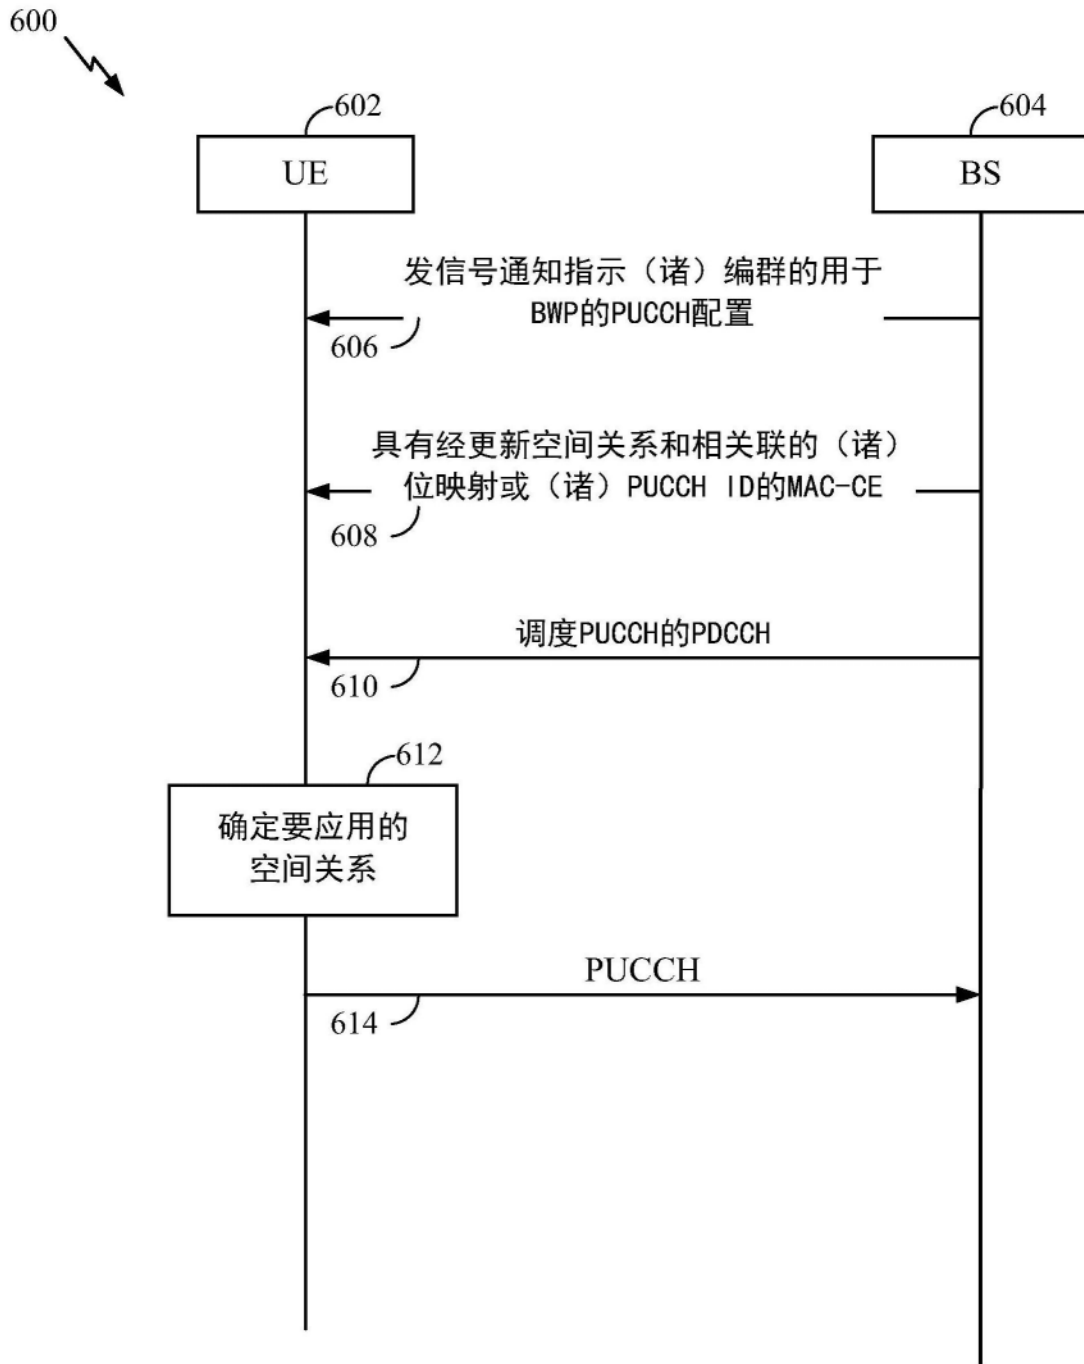 600
602
604
UE
BS
发信号通知指示（诸）编群的用于
BWP的PUCCH配置
606
具有经更新空间关系和相关联的（诸）
位映射或（诸）PUCCH ID的MAC-CE
608
调度PUCCH的PDCCH
610
612
确定要应用的
空间关系
PUCCH
614